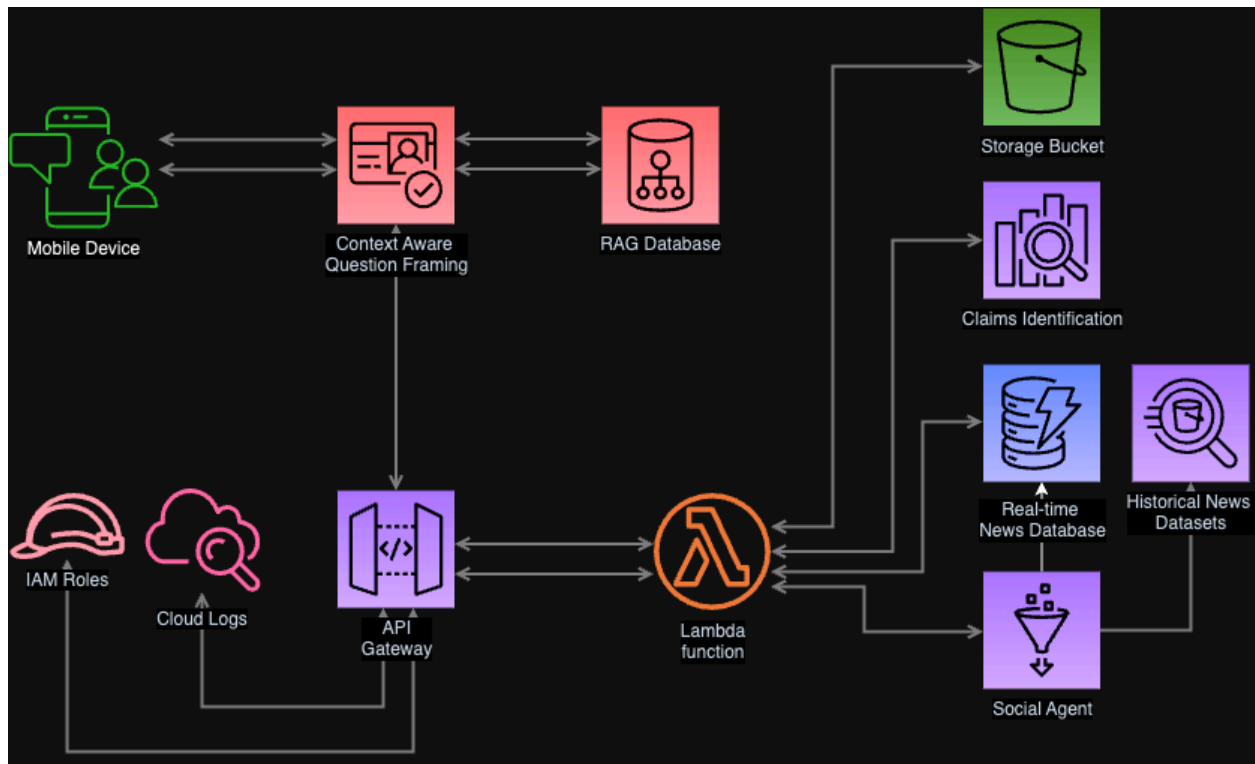 Storage Bucket
Mobile Device
Context Aware
Question Framing
RAG Database
Claims Identification
Real-time
News Database
Historical News
Datasets
IAM Roles
Cloud Logs
</>
API
Gateway
Lambda
function
Social Agent